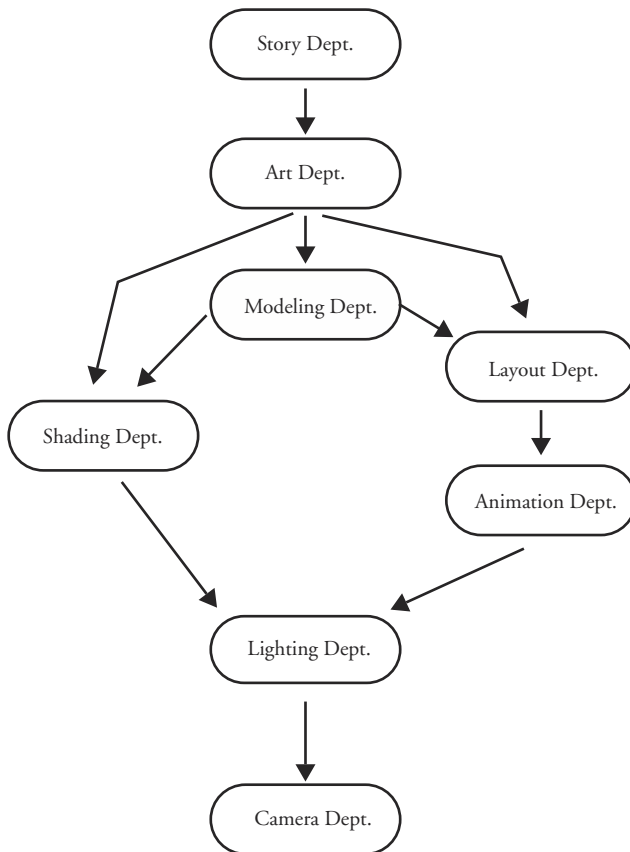 Story Dept.
Art Dept.
Modeling Dept.
Layout Dept.
Shading Dept.
Animation Dept.
Lighting Dept.
Camera Dept.